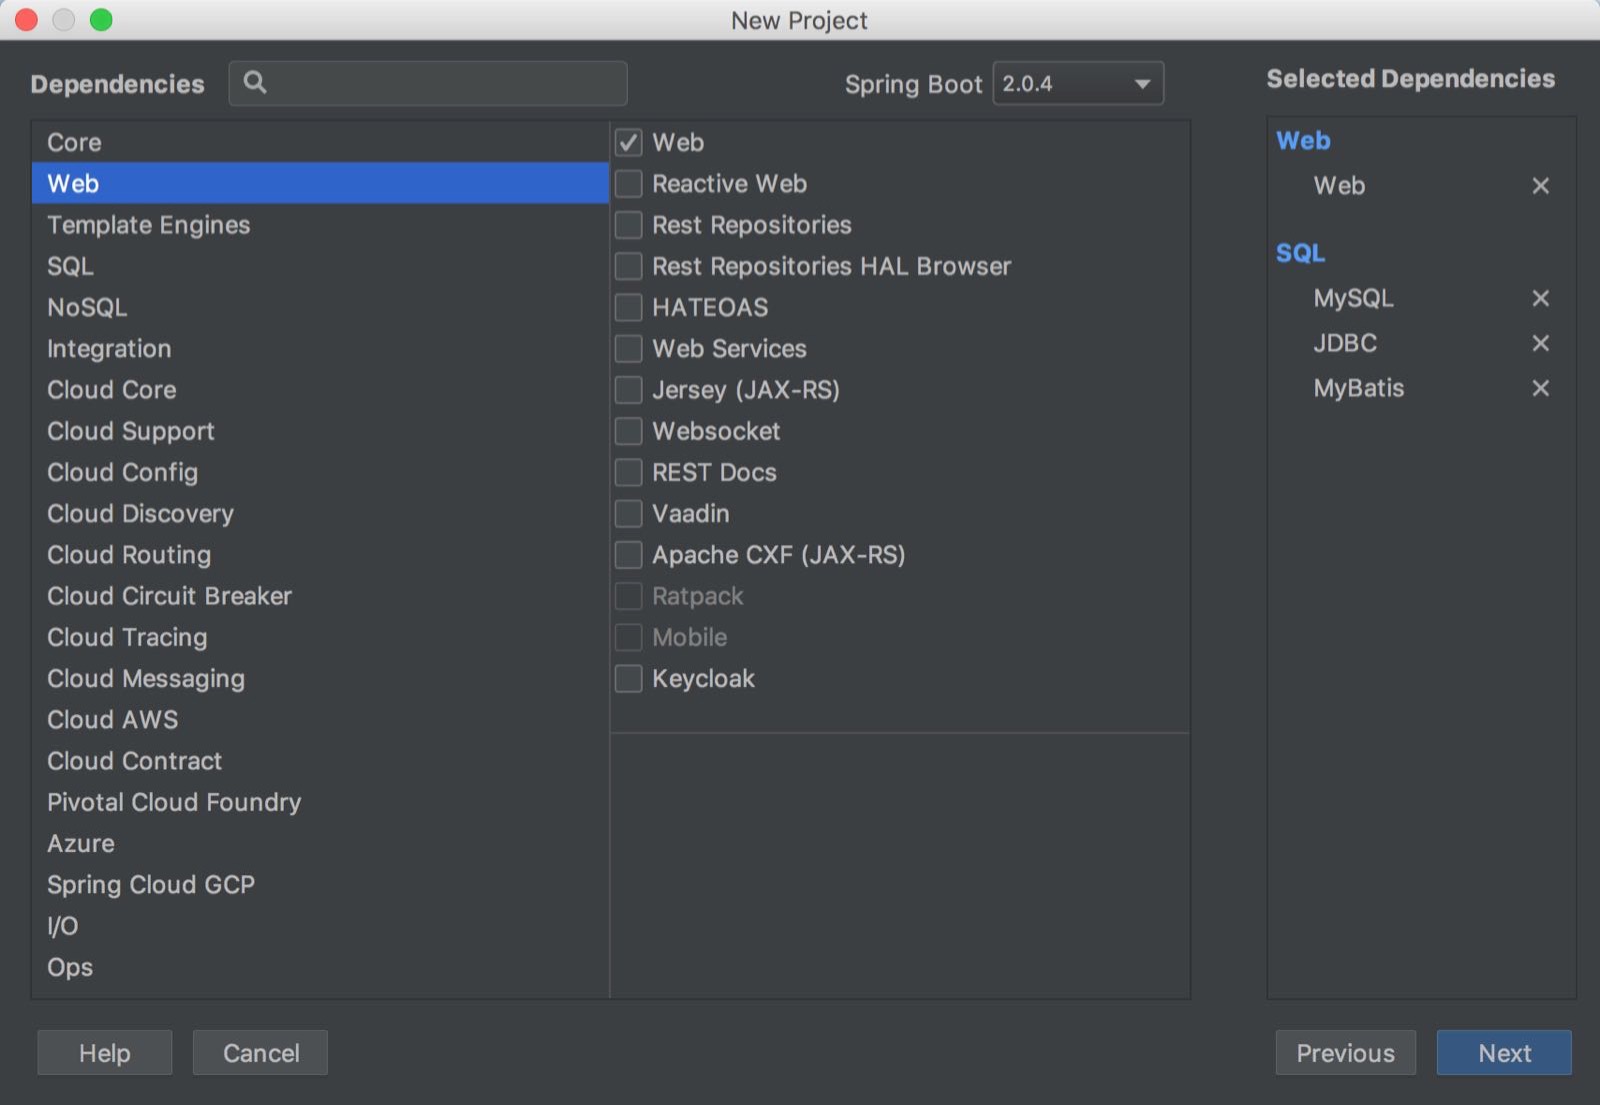 New Project
Dependencies
Spring Boot 2.0.4
Selected Dependencies
Core
Web
Template Engines
SQL
NoSQL
Integration
Cloud Core
Cloud Support
Cloud Config
Cloud Discovery
Cloud Routing
Cloud Circuit Breaker
Cloud Tracing
Cloud Messaging
Cloud AWS
Cloud Contract
Pivotal Cloud Foundry
Azure
Spring Cloud GCP
I/O
Ops
Web
Reactive Web
Rest Repositories
Rest Repositories HAL Browser
HATEOAS
Web Services
Jersey (JAX-RS)
Websocket
REST Docs
Vaadin
Apache CXF (JAX-RS)
Ratpack
Mobile
Keycloak
Web
Web
SQL
MySQL
JDBC
MyBatis
Help
Cancel
Previous
Next